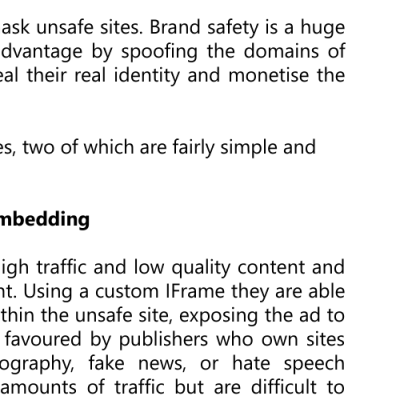 ask unsafe sites. Brand safety is a huge
dvantage by spoofing the domains of
eal their real identity and monetise the
es, two of which are fairly simple and
mbedding
igh traffic and low quality content and
nt. Using a custom IFrame they are able
thin the unsafe site, exposing the ad to
favoured by publishers who own sites
ography, fake news, or hate speech
amounts of traffic but are difficult to